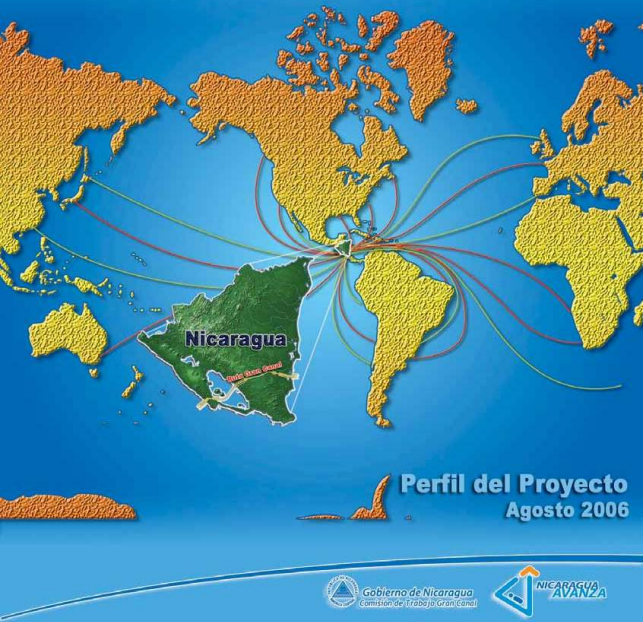 Nicaragua
Ruta Gran Canal
Perfil del Proyecto
Agosto 2006
Gobierno de Nicaragua
Comisión de Trabajo Gran Canal
NICARAGUA
AVANZA